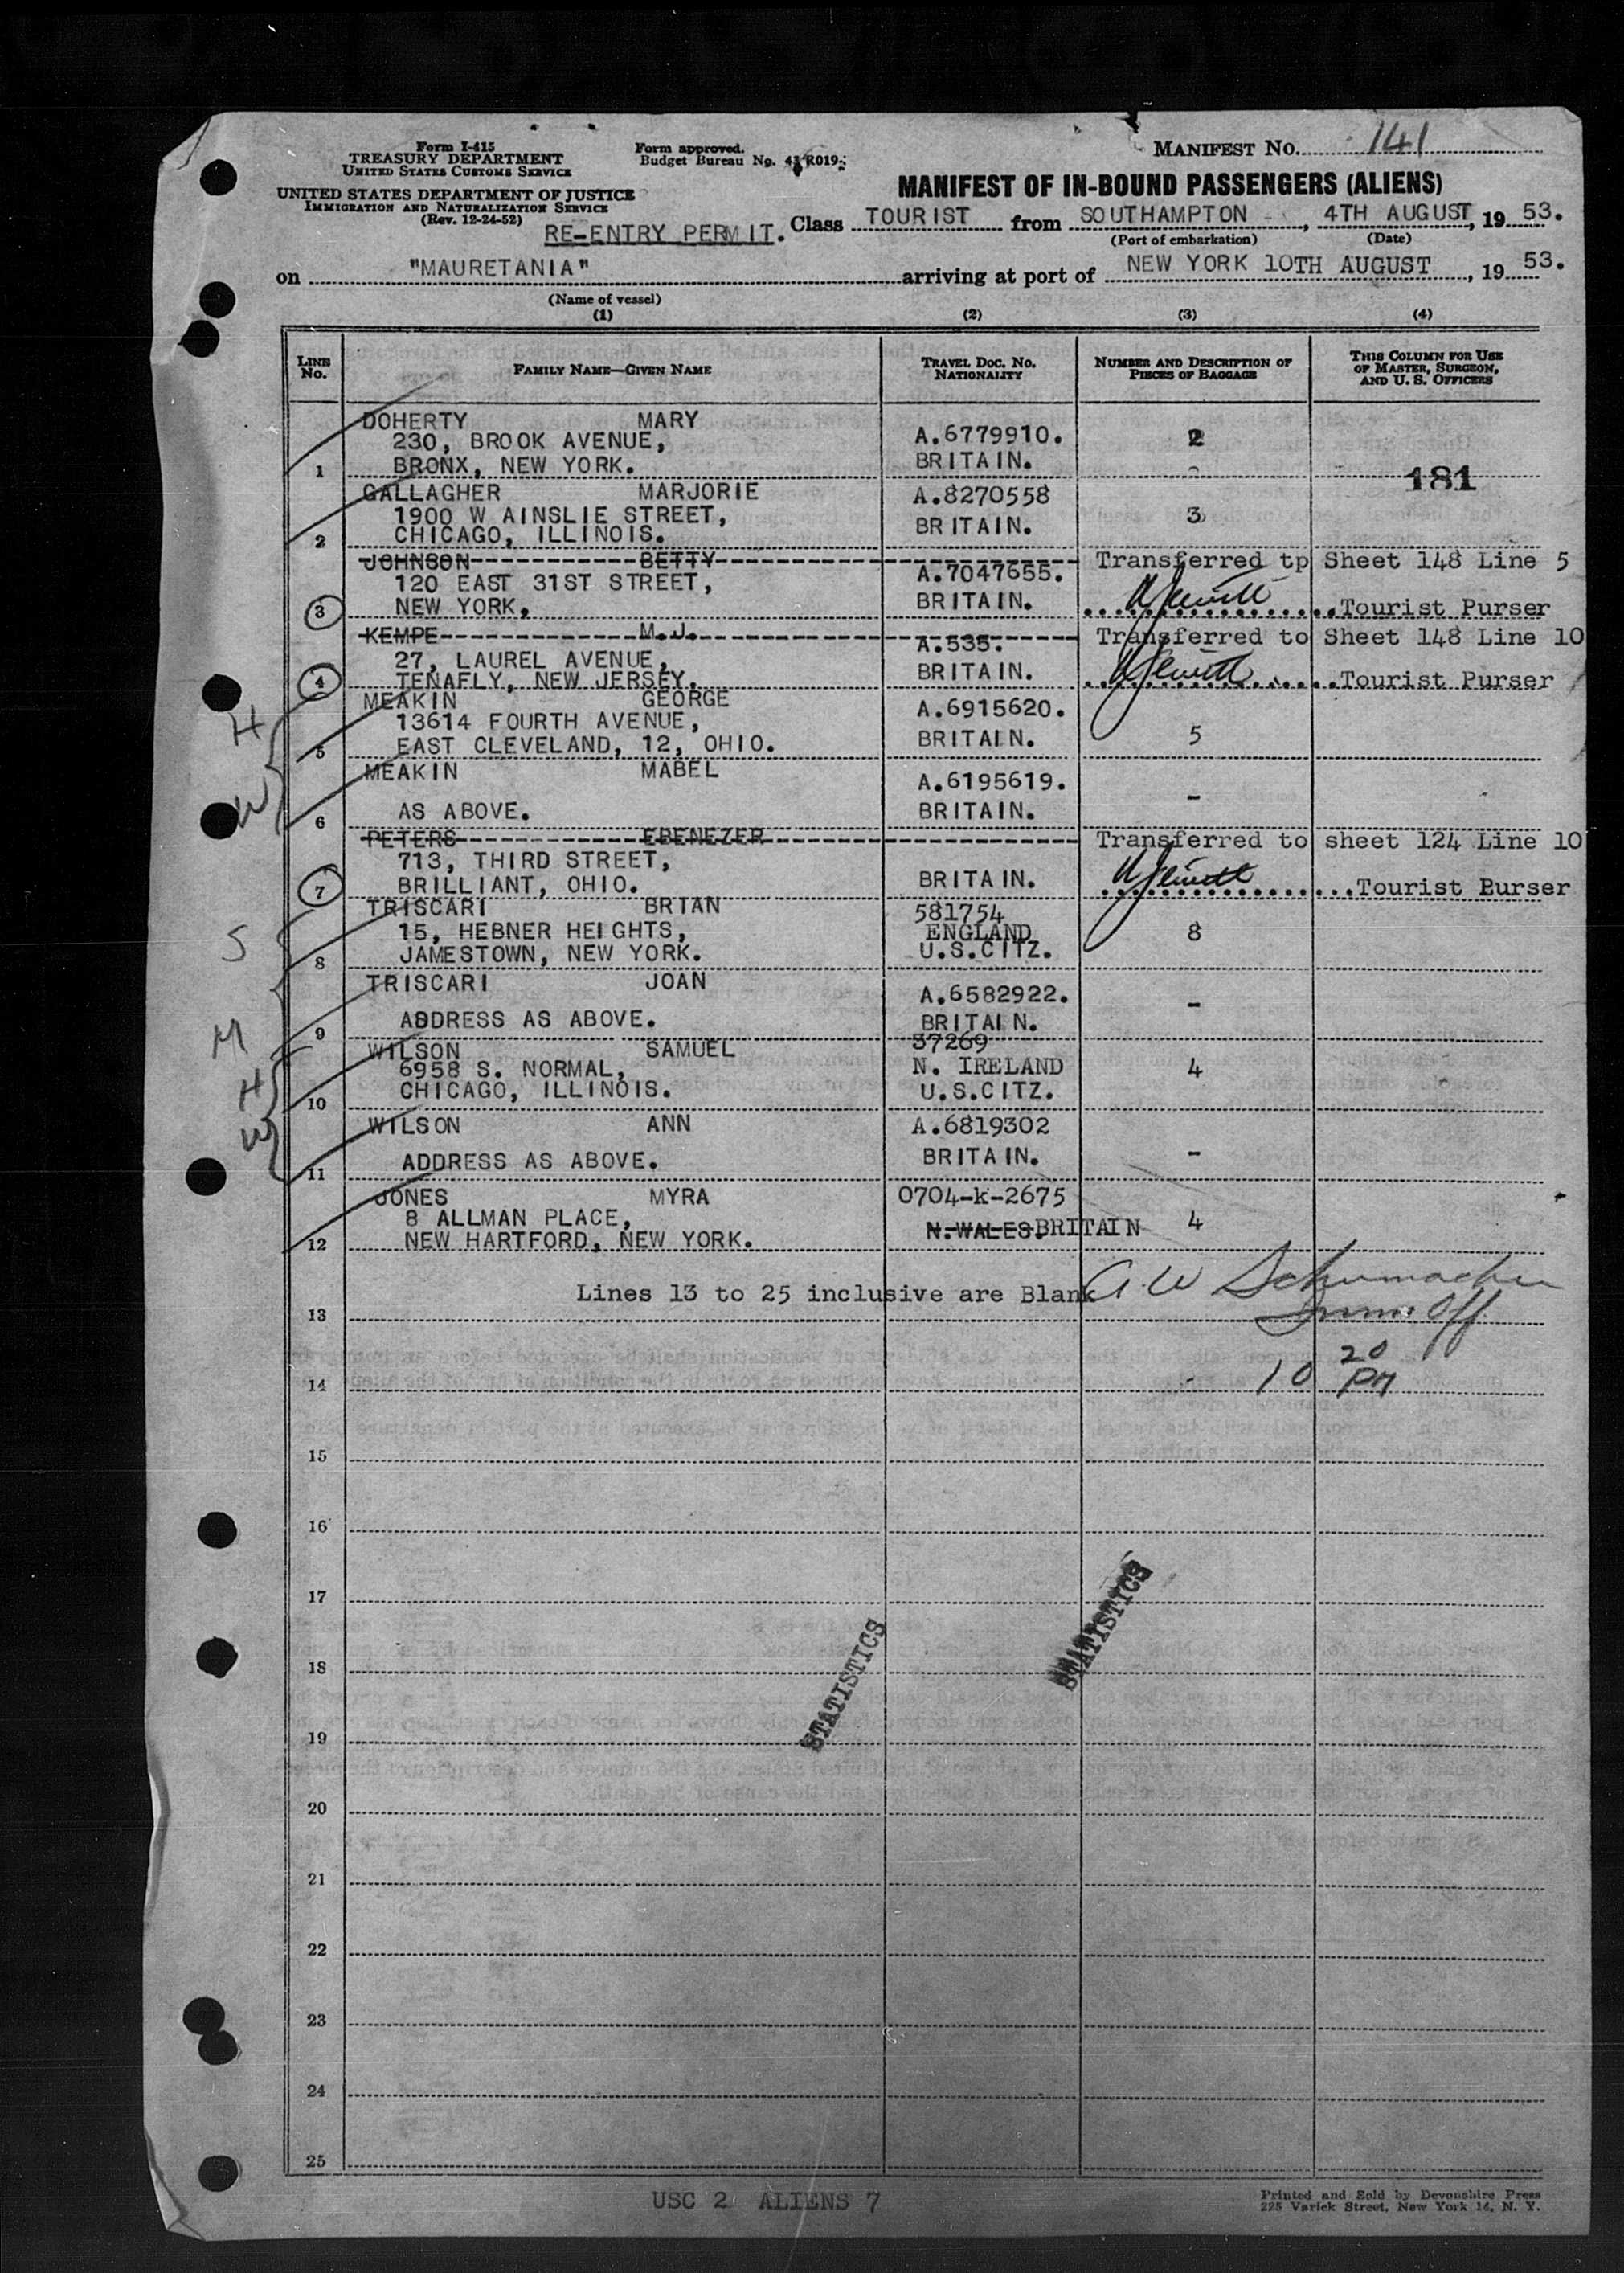 Form I-415
TREASURY DEPARTMENT
UNITED STATES CUSTOMS SERVICE
UNITED STATES DEPARTMENT OF JUSTICE
IMMIGRATION AND NATURALIZATION SERVICE
(Rev. 12-24-52)
Form approved.
Budget Bureau No. 43-R019-
MANIFEST No. 141
MANIFEST OF IN-BOUND PASSENGERS (ALIENS)
RE-ENTRY PERMIT. Class TOURIST from SOUTHAMPTON, 4TH AUGUST, 19 53.
(Port of embarkation) (Date)
on "MAURETANIA" arriving at port of NEW YORK 10TH AUGUST, 19 53.
(Name of vessel)
(1) (2) (3) (4)
LINE No. FAMILY NAME—GIVEN NAME TRAVEL DOC. NO. NATIONALITY NUMBER AND DESCRIPTION OF PIECES OF BAGGAGE THIS COLUMN FOR USE OF MASTER, SURGEON, AND U. S. OFFICERS
DOHERTY MARY
230, BROOK AVENUE, A.6779910. 2
1 BRONX, NEW YORK. BRITAIN.
181
GALLAGHER MARJORIE A.8270558
1900 W AINSLIE STREET, BRITAIN. 3
2 CHICAGO, ILLINOIS.
JOHNSON BETTY Transferred tp Sheet 148 Line 5
120 EAST 31ST STREET, A.7047655.
3 NEW YORK, BRITAIN. Tourist Purser
KEMPE M.J. A.535. Transferred to Sheet 148 Line 10
27, LAUREL AVENUE,
4 TENAFLY, NEW JERSEY. BRITAIN. Tourist Purser
MEAKIN GEORGE A.6915620.
H 13614 FOURTH AVENUE,
5 EAST CLEVELAND, 12, OHIO. BRITAIN. 5
MEAKIN MABEL A.6195619.
W
6 AS ABOVE. BRITAIN. -
PETERS EBENEZER Transferred to sheet 124 Line 10
713, THIRD STREET,
7 BRILLIANT, OHIO. BRITAIN. Tourist Purser
TRISCARI BRIAN 581754
S 15, HEBNER HEIGHTS, ENGLAND 8
8 JAMESTOWN, NEW YORK. U.S.CITZ.
TRISCARI JOAN A.6582922. -
M
9 ADDRESS AS ABOVE. BRITAIN.
WILSON SAMUEL 37269
H 6958 S. NORMAL, N. IRELAND 4
10 CHICAGO, ILLINOIS. U.S.CITZ.
W WILSON ANN A.6819302
11 ADDRESS AS ABOVE. BRITAIN. -
JONES MYRA 0704-k-2675
8 ALLMAN PLACE, N.WALES.BRITAIN 4
12 NEW HARTFORD, NEW YORK.
Lines 13 to 25 inclusive are Blank A W Schumacher
13 Imm Off.
14 10 20 PM
15
16
17
18
STATISTICS
STATISTICS
19
20
21
22
23
24
25
USC 2 ALIENS 7
Printed and Sold by Devonshire Press
225 Varick Street, New York 14, N. Y.